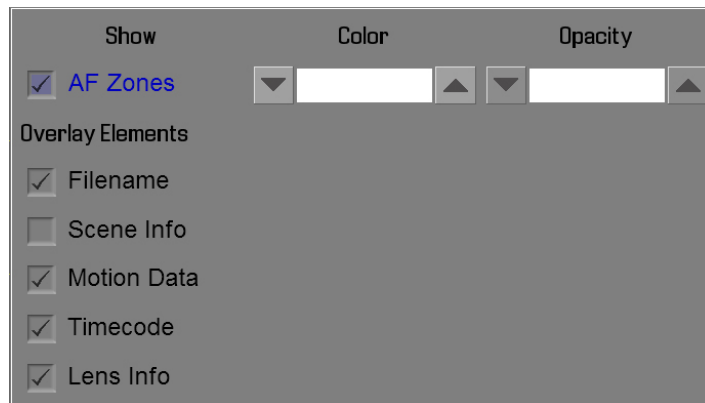 Show Color Opacity
AF Zones
Overlay Elements
Filename
Scene Info
Motion Data
Timecode
Lens Info